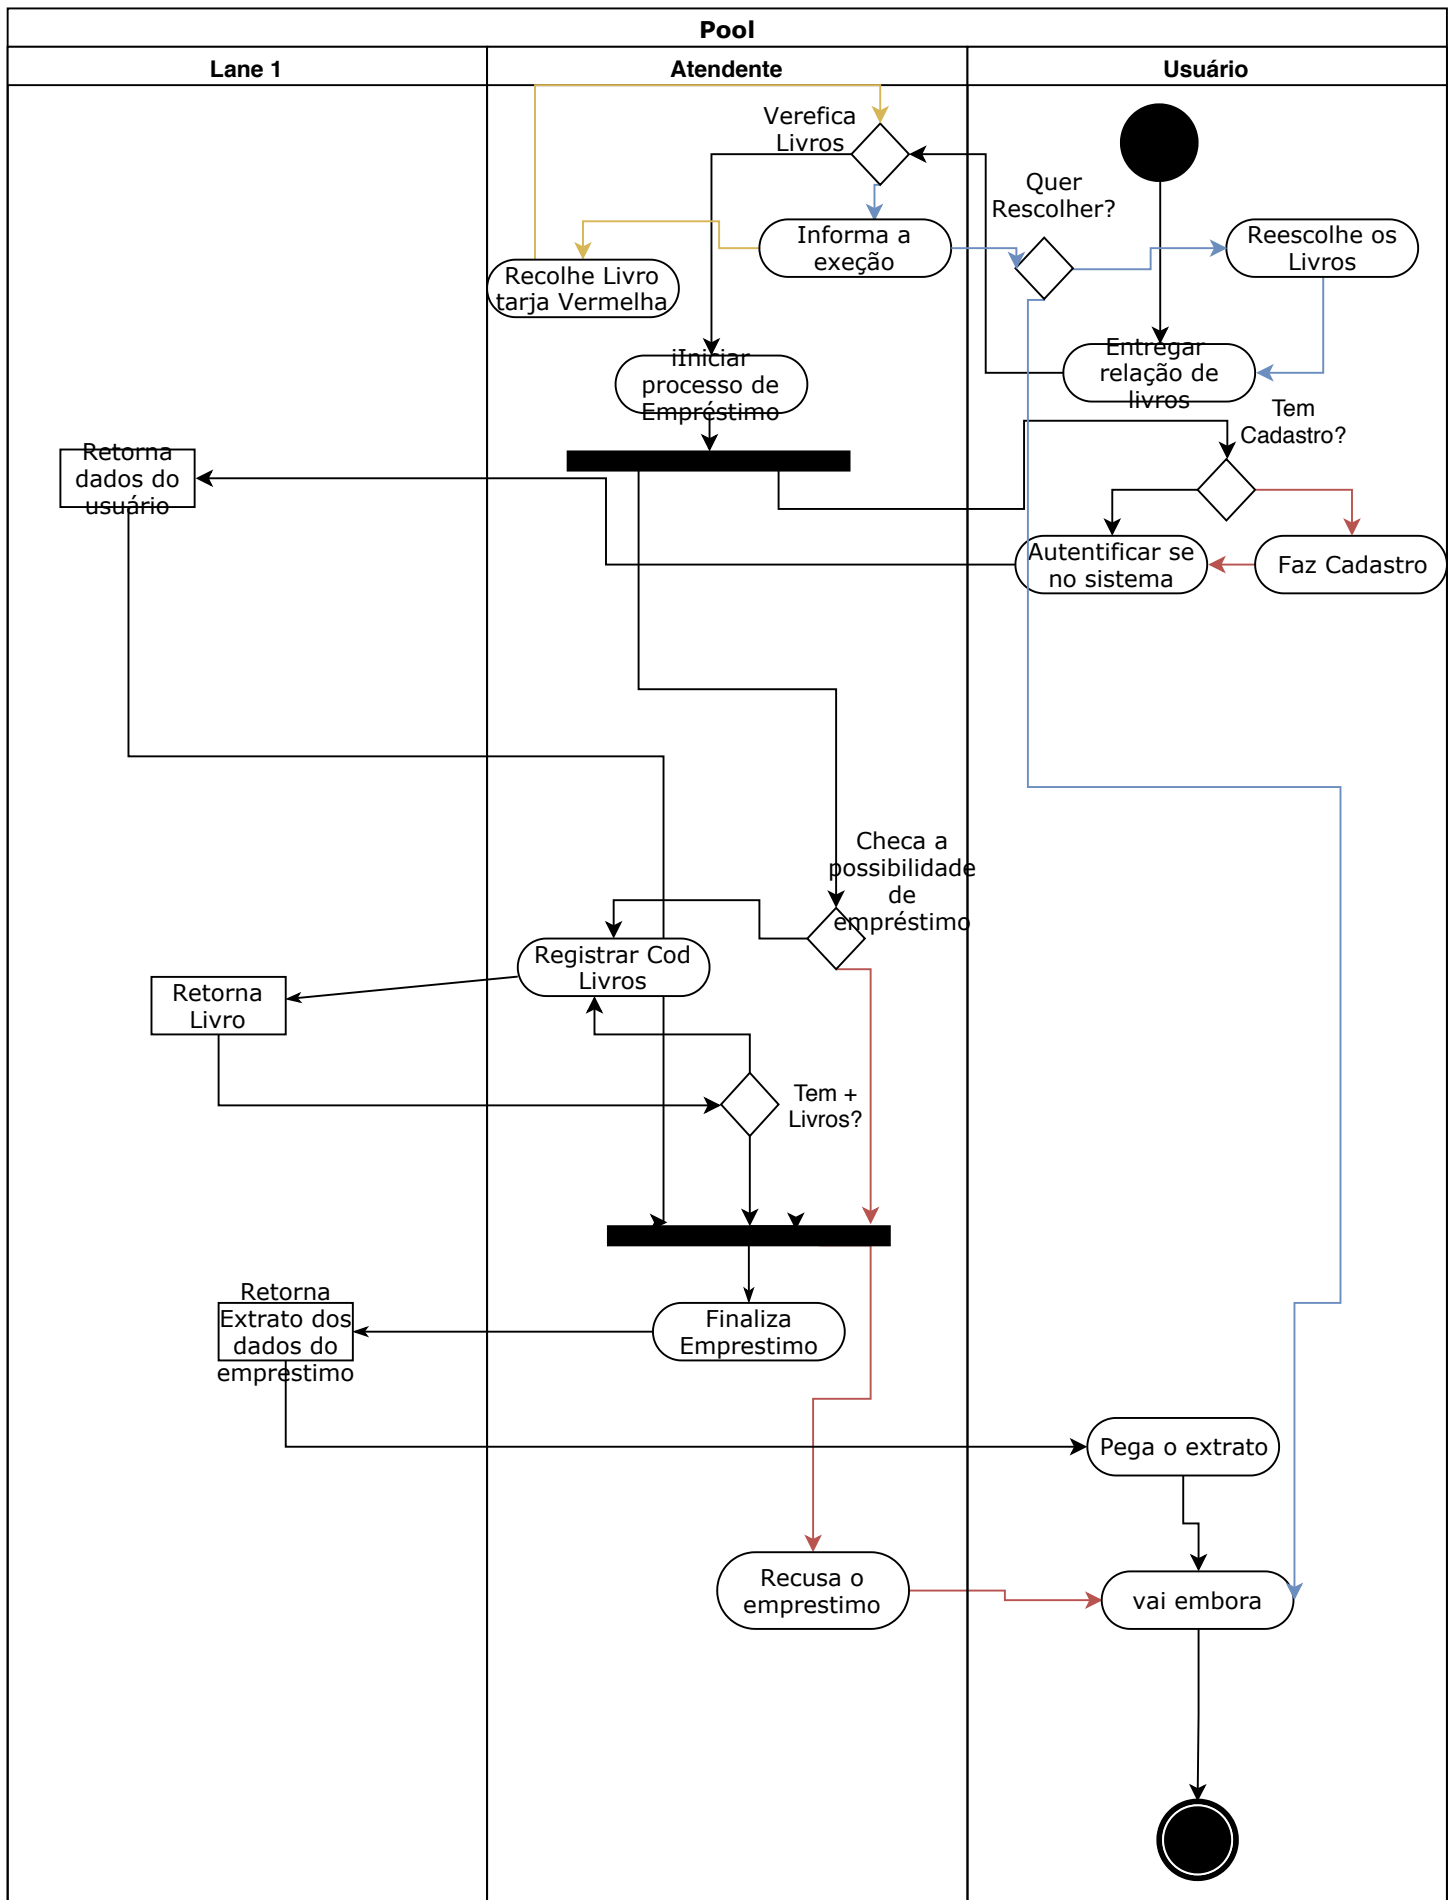 Pool
Lane 1
Atendente
Usuário
Verefica
Livros
Quer
Rescolher?
Informa a
exeção
Reescolhe os
Livros
Recolhe Livro
tarja Vermelha
iIniciar
processo de
Empréstimo
Entregar
relação de
livros
Tem
Cadastro?
Retorna
dados do
usuário
Autentificar se
no sistema
Faz Cadastro
Checa a
possibilidade
de
empréstimo
Registrar Cod
Livros
Retorna
Livro
Tem +
Livros?
Retorna
Extrato dos
dados do
emprestimo
Finaliza
Emprestimo
Pega o extrato
Recusa o
emprestimo
vai embora